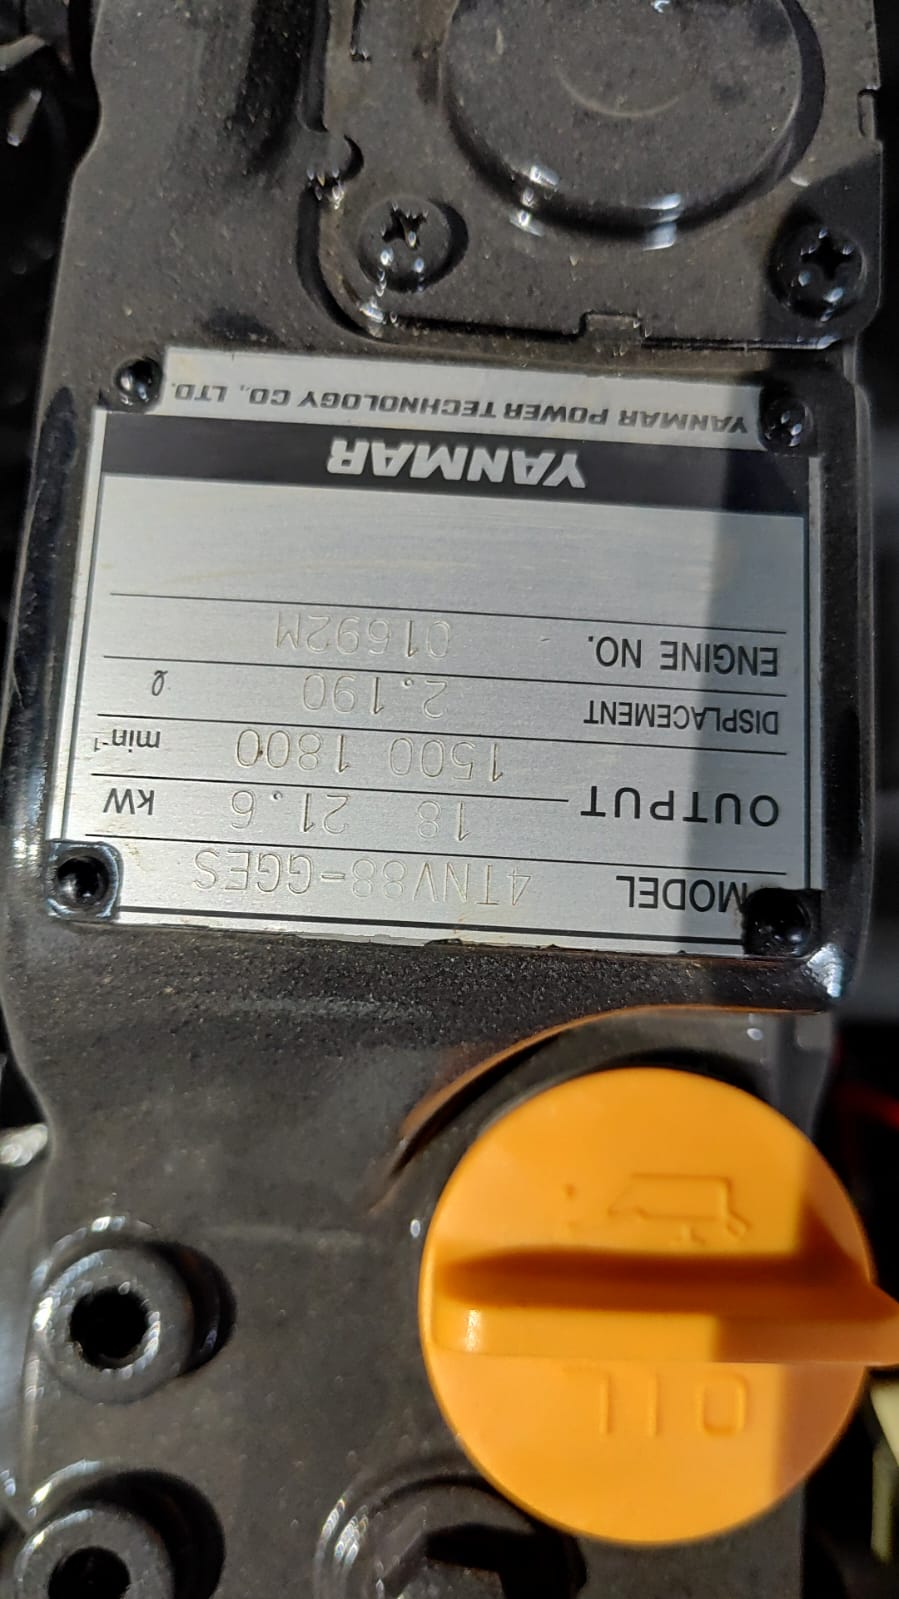 MODEL 4TNV88-GGES
OUTPUT 18 21.6 kW
1500 1800 min⁻¹
DISPLACEMENT 2.190 ℓ
ENGINE NO. 01692M
YANMAR
YANMAR POWER TECHNOLOGY CO., LTD.
OIL